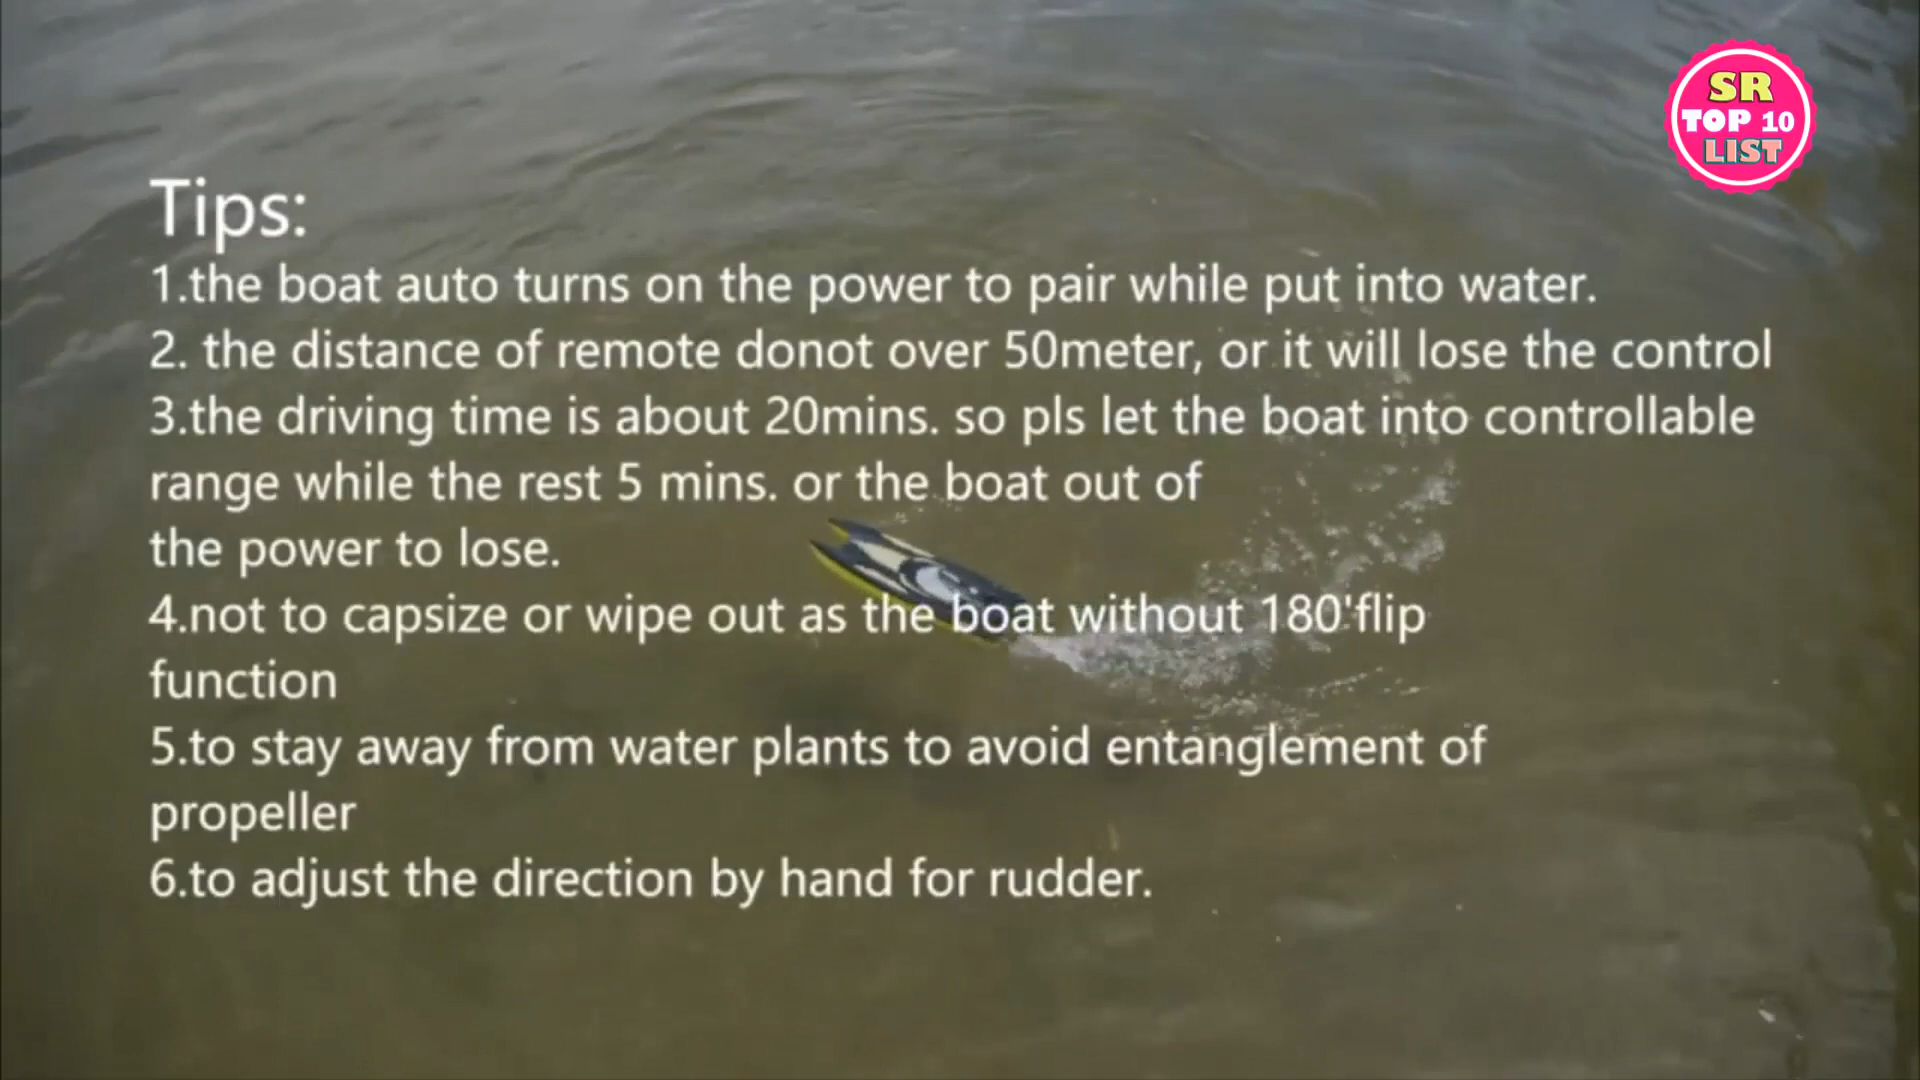 SR
TOP 10
LIST
Tips:
1.the boat auto turns on the power to pair while put into water.
2. the distance of remote donot over 50meter, or it will lose the control
3.the driving time is about 20mins. so pls let the boat into controllable
range while the rest 5 mins. or the boat out of
the power to lose.
4.not to capsize or wipe out as the boat without 180'flip
function
5.to stay away from water plants to avoid entanglement of
propeller
6.to adjust the direction by hand for rudder.